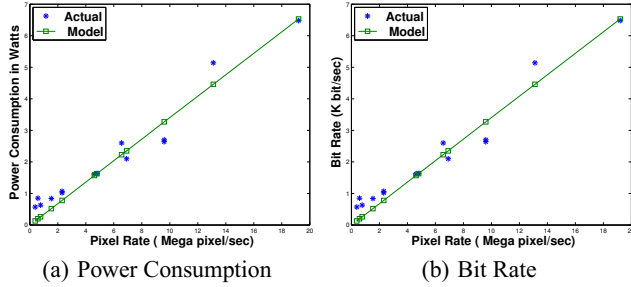 Actual
Model
Power Consumption in Watts
7
6
5
4
3
2
1
0
0 2 4 6 8 10 12 14 16 18 20
Pixel Rate ( Mega pixel/sec)
(a) Power Consumption
Actual
Model
Bit Rate (K bit/sec)
7
6
5
4
3
2
1
0
0 2 4 6 8 10 12 14 16 18 20
Pixel Rate ( Mega pixel/sec)
(b) Bit Rate